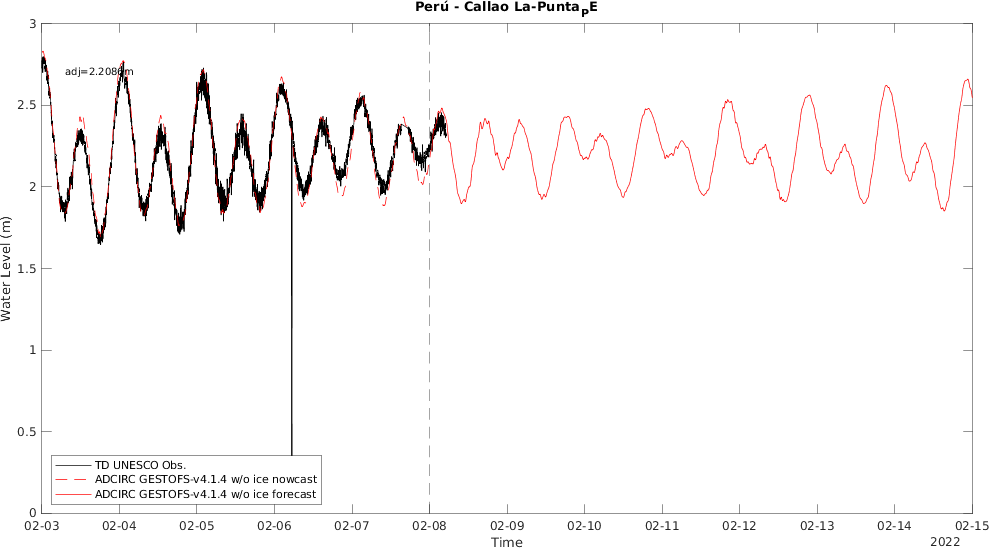 Perú - Callao La-Punta_PE
3
adj=2.2086m
2.5
2
1.5
1
0.5
0
Water Level (m)
TD UNESCO Obs.
ADCIRC GESTOFS-v4.1.4 w/o ice nowcast
ADCIRC GESTOFS-v4.1.4 w/o ice forecast
02-03 02-04 02-05 02-06 02-07 02-08 02-09 02-10 02-11 02-12 02-13 02-14 02-15
Time
2022